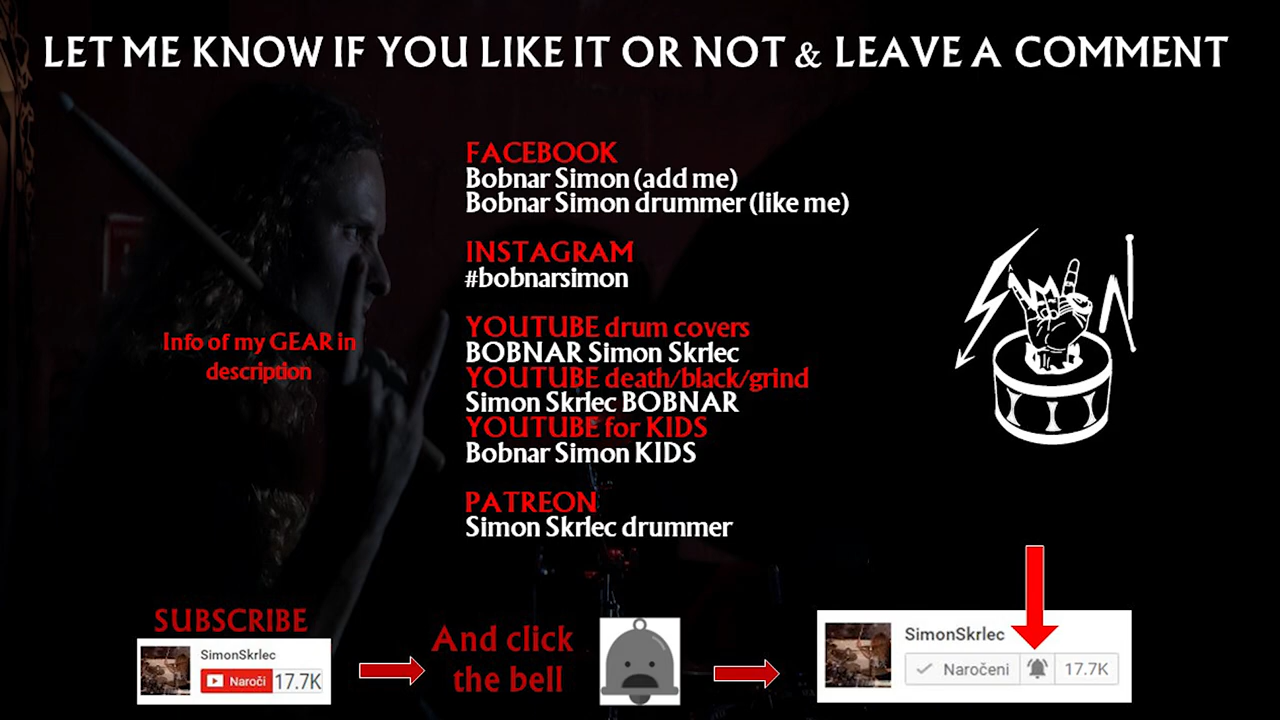 LET ME KNOW IF YOU LIKE IT OR NOT & LEAVE A COMMENT
FACEBOOK
Bobnar Simon (add me)
Bobnar Simon drummer (like me)
INSTAGRAM
#bobnarsimon
YOUTUBE drum covers
BOBNAR Simon Skrlec
YOUTUBE death/black/grind
Simon Skrlec BOBNAR
YOUTUBE for KIDS
Bobnar Simon KIDS
PATREON
Simon Skrlec drummer
Info of my GEAR in
description
SIMON
SUBSCRIBE
SimonSkrlec
Naroči 17.7K
And click
the bell
SimonSkrlec
Naročeni 17.7K